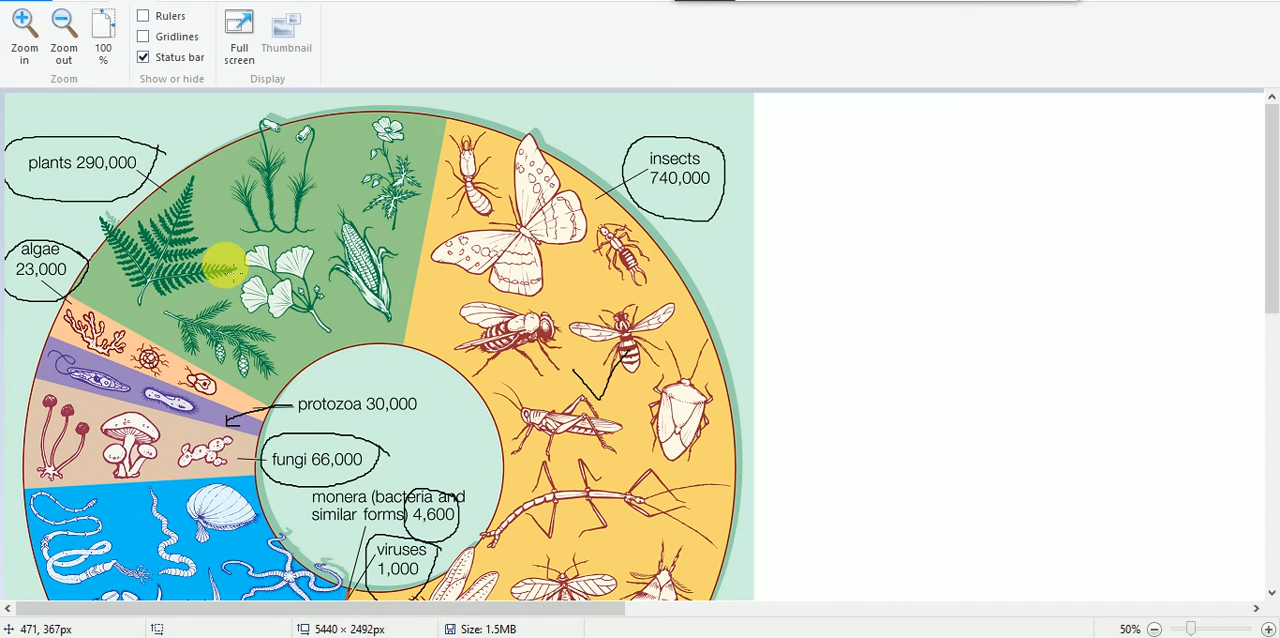 Zoom in
Zoom out
100 %
Rulers
Gridlines
Status bar
Full screen
Thumbnail
Zoom
Show or hide
Display
plants 290,000
insects
740,000
algae
23,000
protozoa 30,000
fungi 66,000
monera (bacteria and
similar forms) 4,600
viruses
1,000
471, 367px
5440 × 2492px
Size: 1.5MB
50%